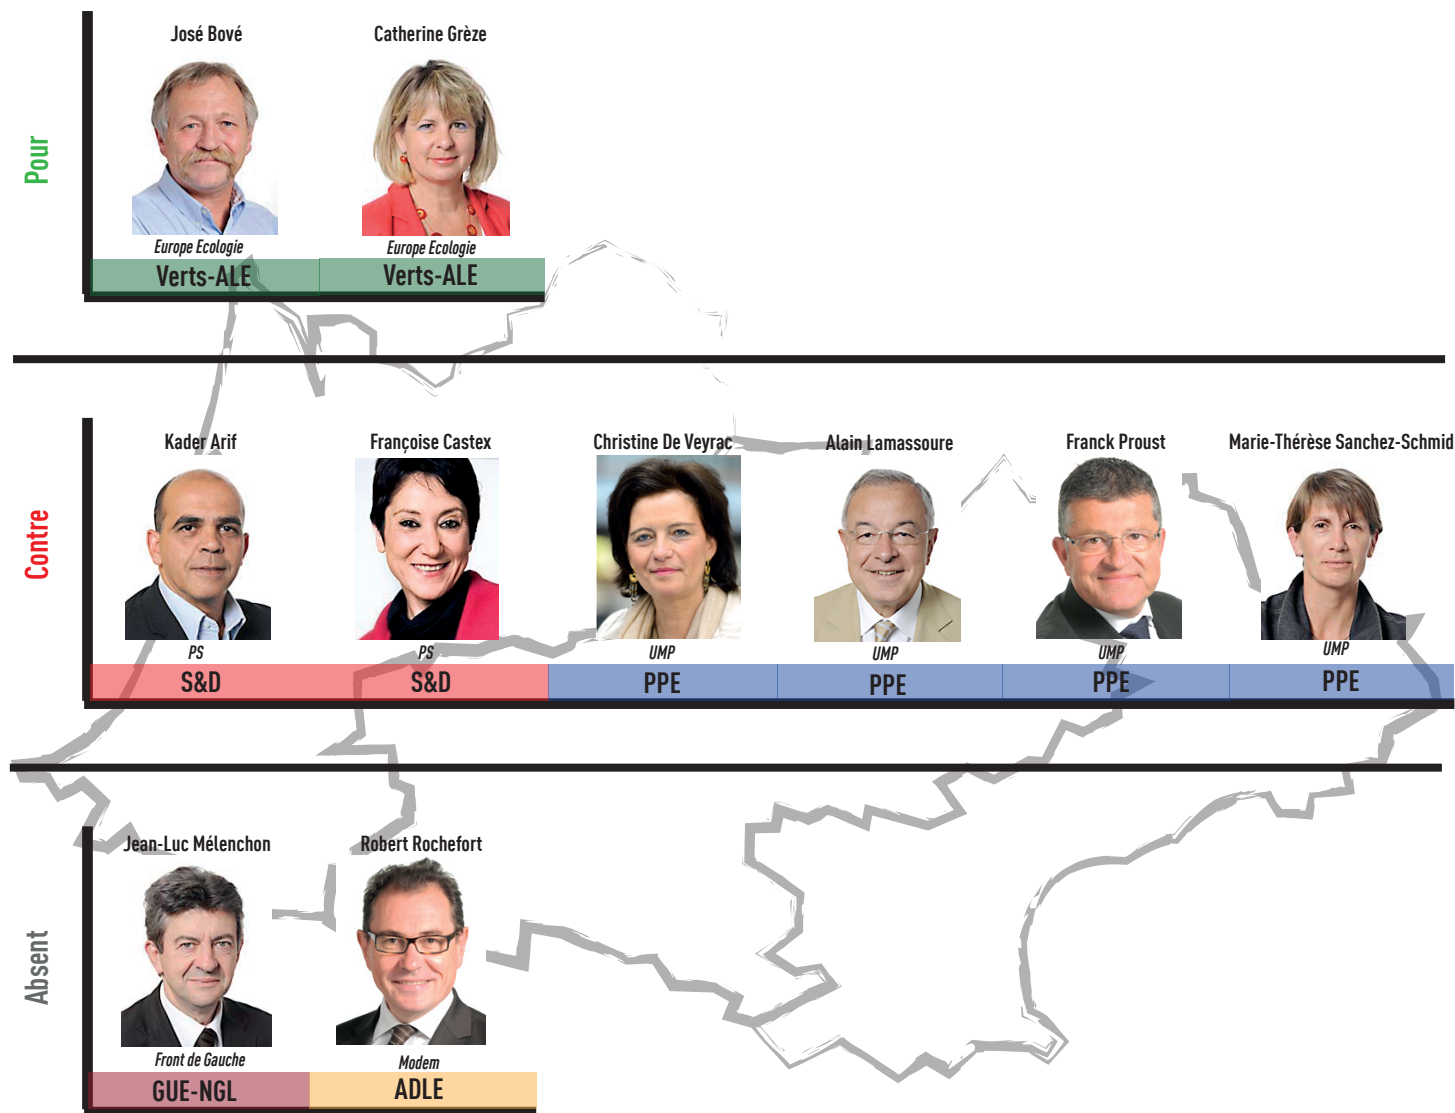 Pour
José Bové
Catherine Grèze
Europe Ecologie
Europe Ecologie
Verts-ALE
Verts-ALE
Contre
Kader Arif
Françoise Castex
Christine De Veyrac
Alain Lamassoure
Franck Proust
Marie-Thérèse Sanchez-Schmid
PS
PS
UMP
UMP
UMP
UMP
S&D
S&D
PPE
PPE
PPE
PPE
Absent
Jean-Luc Mélenchon
Robert Rochefort
Front de Gauche
Modem
GUE-NGL
ADLE